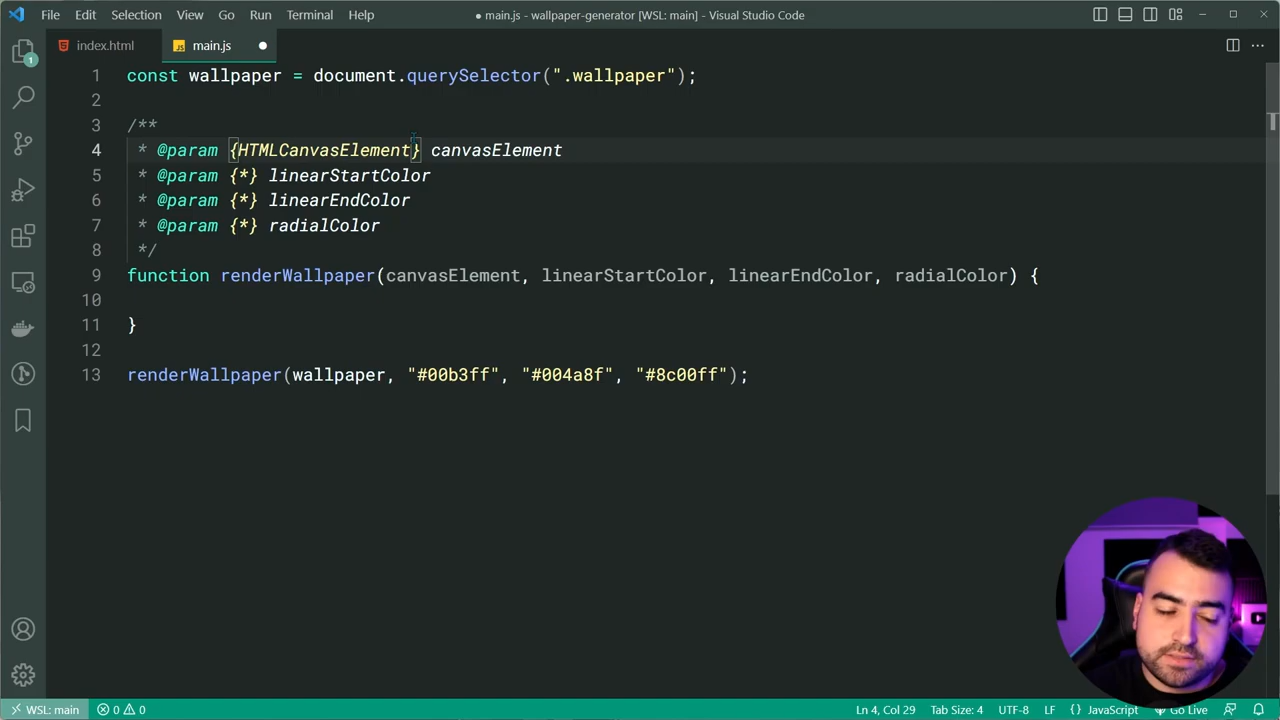 File Edit Selection View Go Run Terminal Help
● main.js - wallpaper-generator [WSL: main] - Visual Studio Code
index.html
JS main.js
1 const wallpaper = document.querySelector(".wallpaper");
2
3 /**
4  * @param {HTMLCanvasElement} canvasElement
5  * @param {*} linearStartColor
6  * @param {*} linearEndColor
7  * @param {*} radialColor
8  */
9 function renderWallpaper(canvasElement, linearStartColor, linearEndColor, radialColor) {
10
11 }
12
13 renderWallpaper(wallpaper, "#00b3ff", "#004a8f", "#8c00ff");
1
WSL: main 0 0 Ln 4, Col 29 Tab Size: 4 UTF-8 LF {} JavaScript Go Live